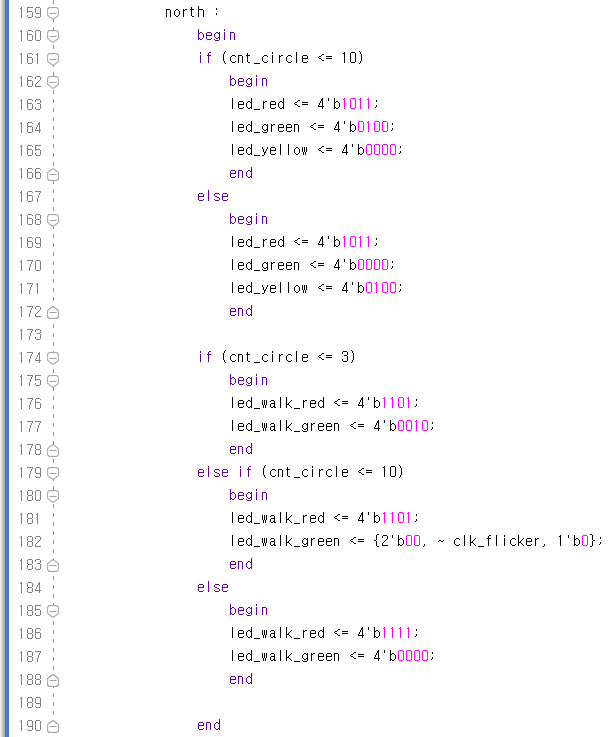 159 north :
160 begin
161 if (cnt_circle <= 10)
162 begin
163 led_red <= 4'b1011;
164 led_green <= 4'b0100;
165 led_yellow <= 4'b0000;
166 end
167 else
168 begin
169 led_red <= 4'b1011;
170 led_green <= 4'b0000;
171 led_yellow <= 4'b0100;
172 end
173
174 if (cnt_circle <= 3)
175 begin
176 led_walk_red <= 4'b1101;
177 led_walk_green <= 4'b0010;
178 end
179 else if (cnt_circle <= 10)
180 begin
181 led_walk_red <= 4'b1101;
182 led_walk_green <= {2'b00, ~ clk_flicker, 1'b0};
183 end
184 else
185 begin
186 led_walk_red <= 4'b1111;
187 led_walk_green <= 4'b0000;
188 end
189
190 end